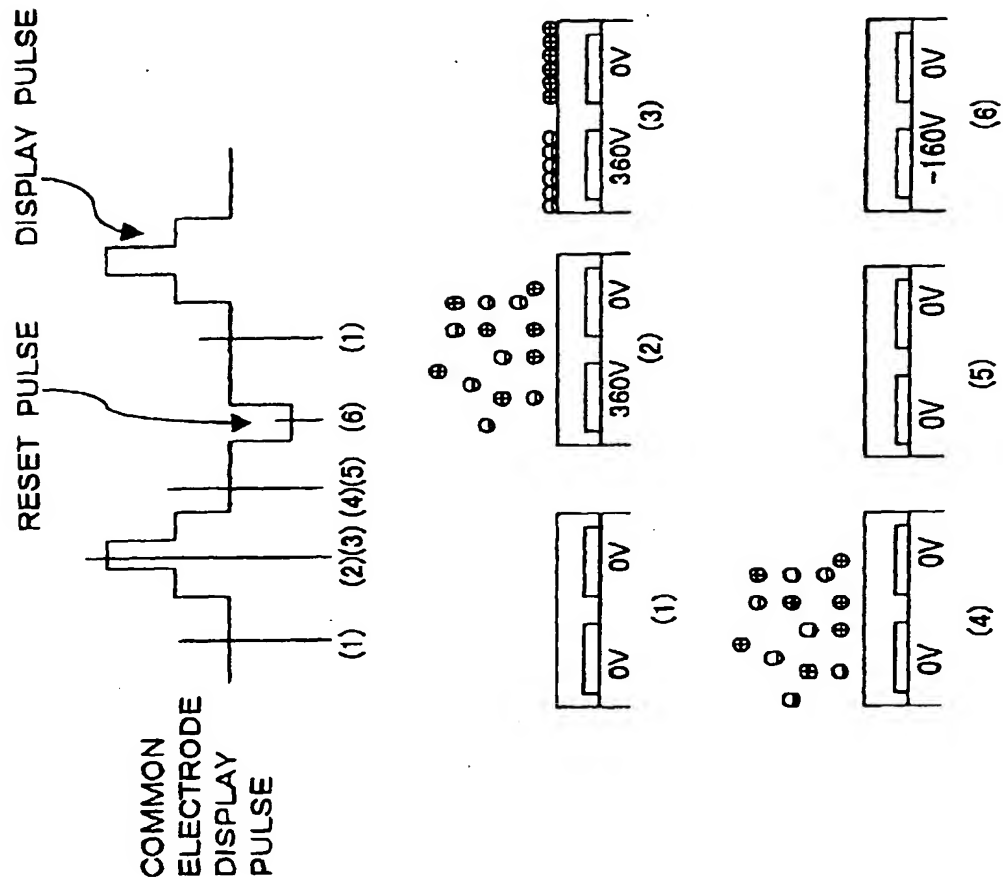 RESET PULSE
DISPLAY PULSE
COMMON
ELECTRODE
DISPLAY
PULSE
(1)
(2)(3)
(4)(5)
(6)
(1)
0V
0V
(1)
360V
0V
(2)
360V
0V
(3)
0V
0V
(4)
0V
0V
(5)
-160V
0V
(6)